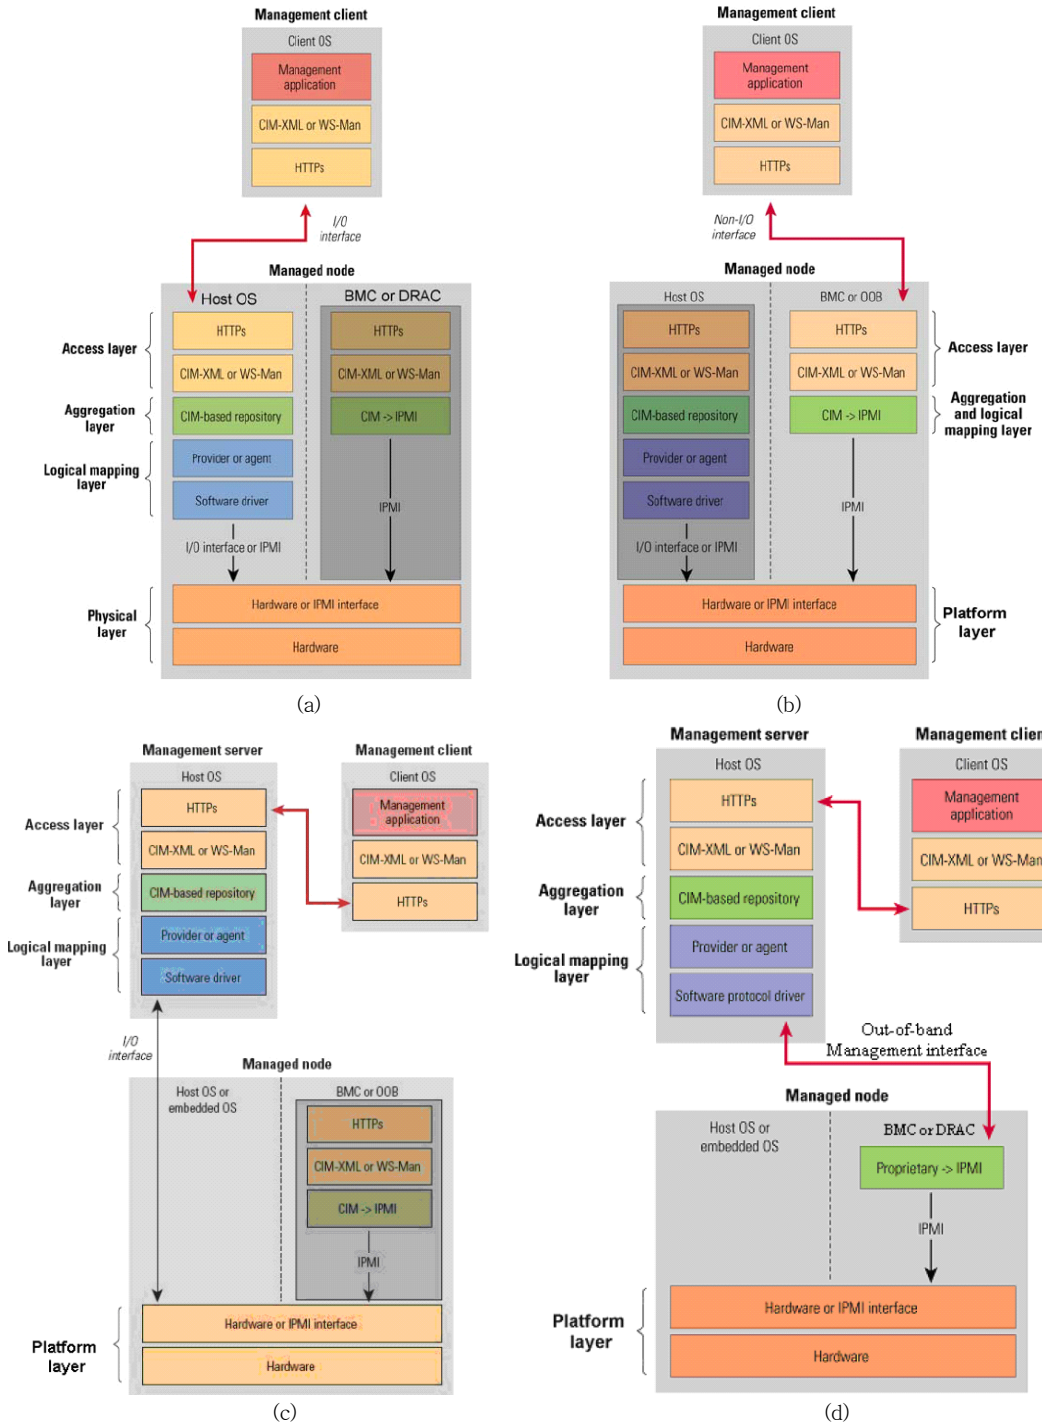 Management client
Client OS
Management
application
CIM-XML or WS-Man
HTTPs
I/O
interface
Managed node
Host OS
BMC or DRAC
HTTPs
HTTPs
Access layer
CIM-XML or WS-Man
CIM-XML or WS-Man
Aggregation
layer
CIM-based repository
CIM -> IPMI
Logical mapping
layer
Provider or agent
Software driver
IPMI
I/O interface or IPMI
Physical
layer
Hardware or IPMI interface
Hardware
(a)
Management client
Client OS
Management
application
CIM-XML or WS-Man
HTTPs
Non-I/O
interface
Managed node
Host OS
BMC or OOB
HTTPs
HTTPs
Access layer
CIM-XML or WS-Man
CIM-XML or WS-Man
CIM-based repository
CIM -> IPMI
Aggregation
and logical
mapping layer
Provider or agent
Software driver
IPMI
I/O interface or IPMI
Hardware or IPMI interface
Hardware
Platform
layer
(b)
Management server
Management client
Host OS
Client OS
Access layer
HTTPs
Management
application
CIM-XML or WS-Man
CIM-XML or WS-Man
Aggregation
layer
CIM-based repository
HTTPs
Logical mapping
layer
Provider or agent
Software driver
I/O
interface
Managed node
Host OS or
embedded OS
BMC or OOB
HTTPs
CIM-XML or WS-Man
CIM -> IPMI
IPMI
Platform
layer
Hardware or IPMI interface
Hardware
(c)
Management server
Management client
Host OS
Client OS
Access layer
HTTPs
Management
application
CIM-XML or WS-Man
CIM-XML or WS-Man
Aggregation
layer
CIM-based repository
HTTPs
Logical mapping
layer
Provider or agent
Software protocol driver
Out-of-band
Management interface
Managed node
Host OS or
embedded OS
BMC or DRAC
Proprietary -> IPMI
IPMI
Platform
layer
Hardware or IPMI interface
Hardware
(d)